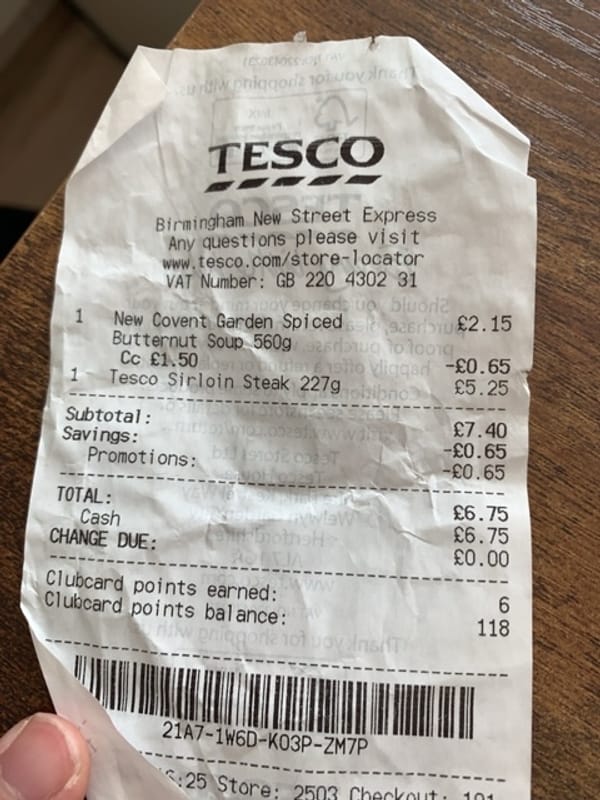 TESCO
Birmingham New Street Express
Any questions please visit
www.tesco.com/store-locator
VAT Number: GB 220 4302 31
1 New Covent Garden Spiced £2.15
Butternut Soup 560g
Cc £1.50 -£0.65
1 Tesco Sirloin Steak 227g £5.25
Subtotal: £7.40
Savings: -£0.65
Promotions: -£0.65
TOTAL: £6.75
Cash £6.75
CHANGE DUE: £0.00
Clubcard points earned: 6
Clubcard points balance: 118
21A7-1W6D-K03P-ZM7P
:25 Store: 2503 Checkout: 101